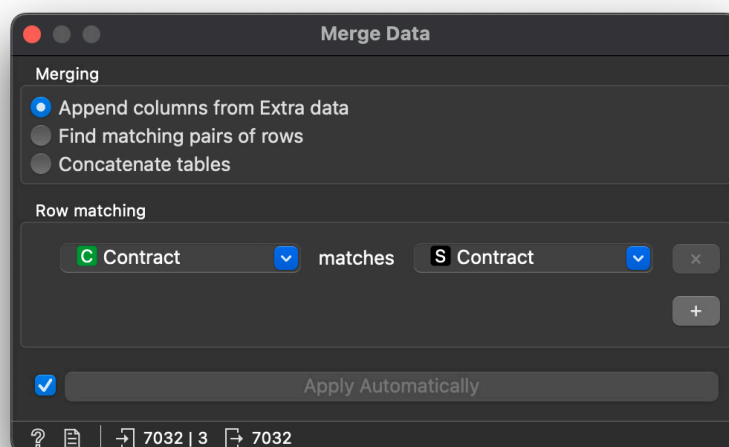 Merge Data
Merging
Append columns from Extra data
Find matching pairs of rows
Concatenate tables
Row matching
C Contract matches S Contract
×
+
Apply Automatically
? 7032 | 3 7032